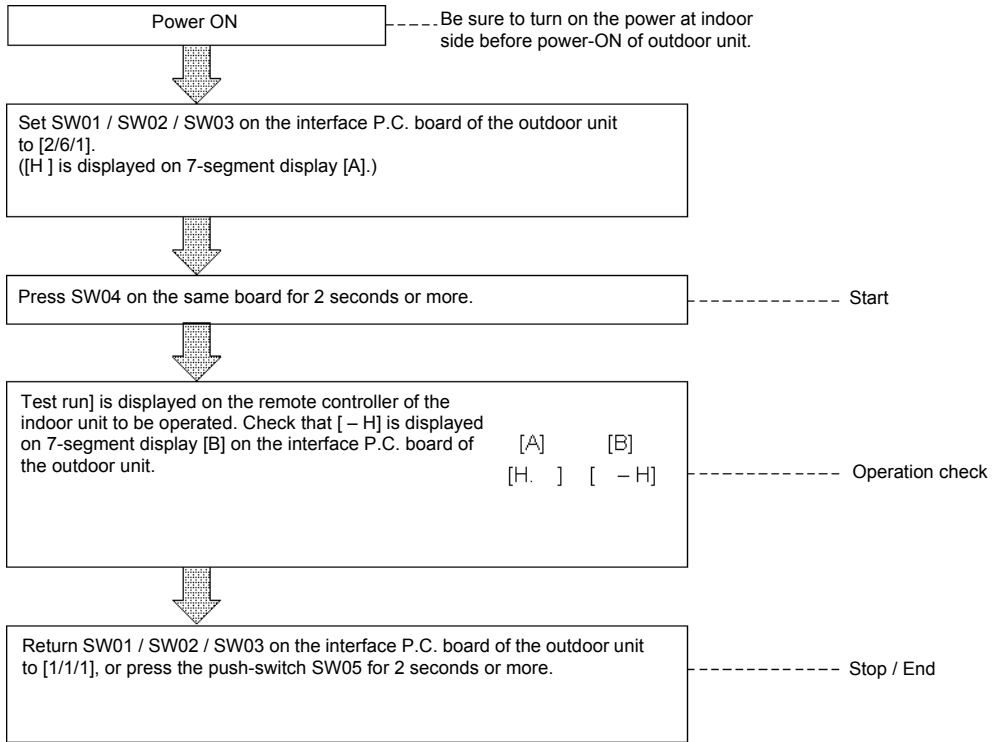 Power ON
Be sure to turn on the power at indoor
side before power-ON of outdoor unit.
Set SW01 / SW02 / SW03 on the interface P.C. board of the outdoor unit
to [2/6/1].
([H ] is displayed on 7-segment display [A].)
Press SW04 on the same board for 2 seconds or more.
Start
Test run] is displayed on the remote controller of the
indoor unit to be operated. Check that [ – H] is displayed
on 7-segment display [B] on the interface P.C. board of
the outdoor unit.
[A] [B]
[H. ] [ – H]
Operation check
Return SW01 / SW02 / SW03 on the interface P.C. board of the outdoor unit
to [1/1/1], or press the push-switch SW05 for 2 seconds or more.
Stop / End